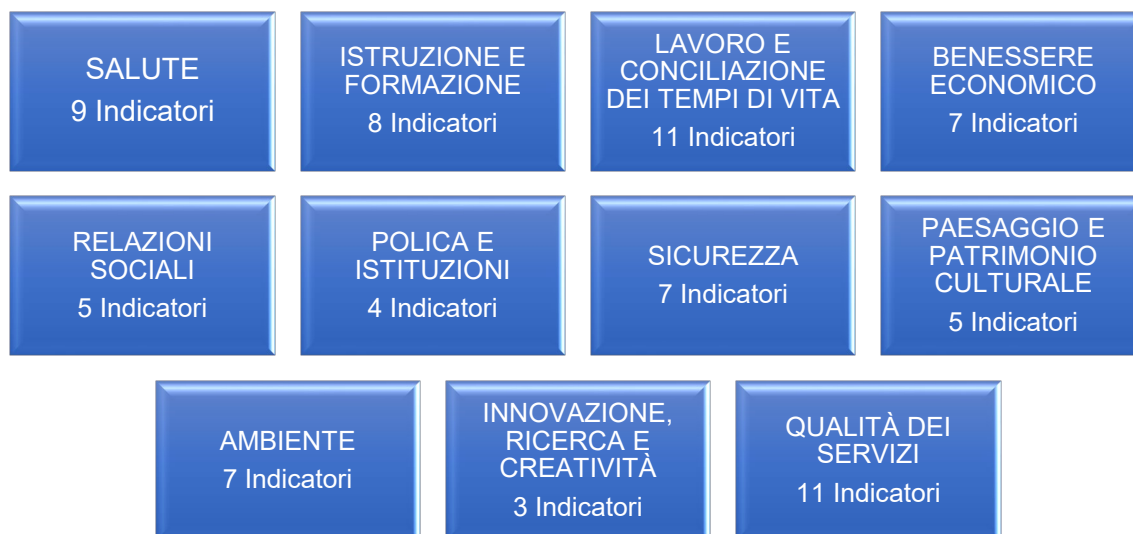 SALUTE
9 Indicatori
ISTRUZIONE E
FORMAZIONE
8 Indicatori
LAVORO E
CONCILIAZIONE
DEI TEMPI DI VITA
11 Indicatori
BENESSERE
ECONOMICO
7 Indicatori
RELAZIONI
SOCIALI
5 Indicatori
POLICA E
ISTITUZIONI
4 Indicatori
SICUREZZA
7 Indicatori
PAESAGGIO E
PATRIMONIO
CULTURALE
5 Indicatori
AMBIENTE
7 Indicatori
INNOVAZIONE,
RICERCA E
CREATIVITÀ
3 Indicatori
QUALITÀ DEI
SERVIZI
11 Indicatori